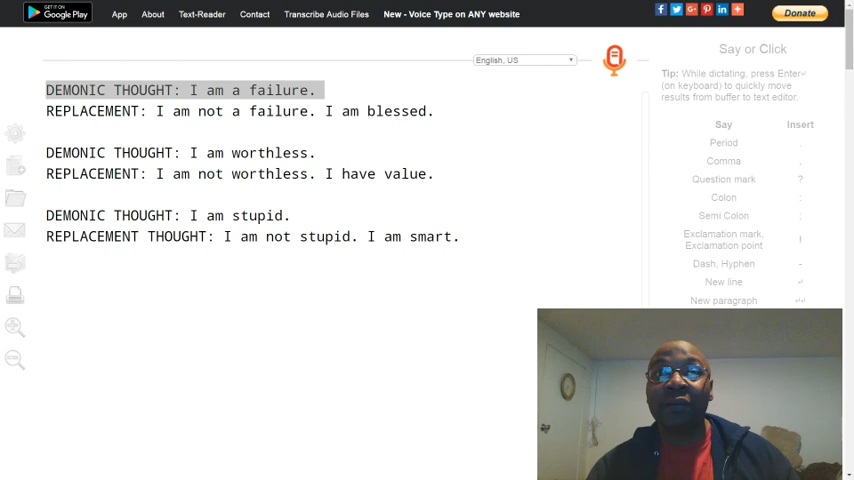 GET IT ON
Google Play
App About Text-Reader Contact Transcribe Audio Files New - Voice Type on ANY website
Donate
English, US
Say or Click
Tip: While dictating, press Enter↵
(on keyboard) to quickly move
results from buffer to text editor.
Say Insert
Period .
Comma ,
Question mark ?
Colon :
Semi Colon ;
Exclamation mark, Exclamation point !
Dash, Hyphen -
New line ↵
New paragraph ↵↵
DEMONIC THOUGHT: I am a failure.
REPLACEMENT: I am not a failure. I am blessed.
DEMONIC THOUGHT: I am worthless.
REPLACEMENT: I am not worthless. I have value.
DEMONIC THOUGHT: I am stupid.
REPLACEMENT THOUGHT: I am not stupid. I am smart.